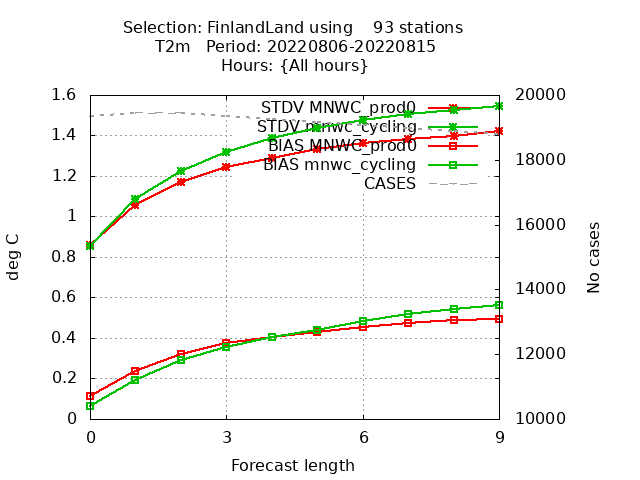 Selection: FinlandLand using    93 stations
T2m   Period: 20220806-20220815
Hours: {All hours}
1.6
1.4
1.2
1
0.8
0.6
0.4
0.2
0
deg C
STDV MNWC_prod0
STDV mnwc_cycling
BIAS MNWC_prod0
BIAS mnwc_cycling
CASES
20000
18000
16000
14000
12000
10000
No cases
0
3
6
9
Forecast length